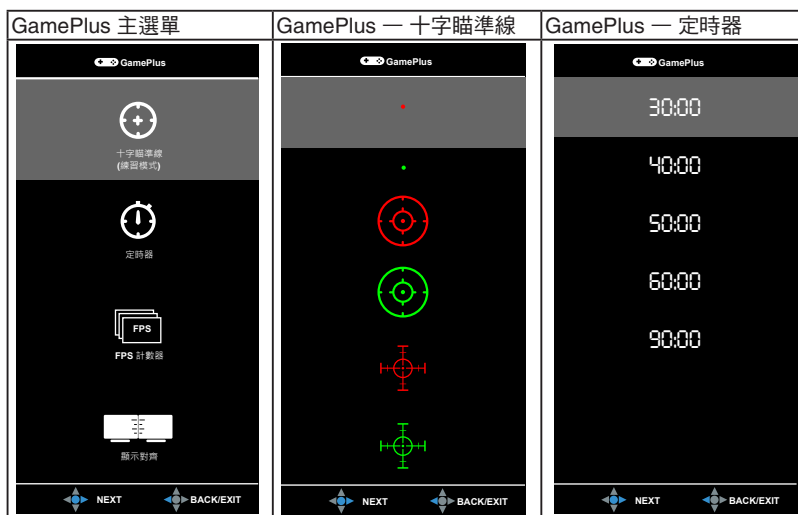 GamePlus 主選單
GamePlus
十字瞄準線
(練習模式)
定時器
FPS
FPS 計數器
顯示對齊
NEXT BACK/EXIT
GamePlus — 十字瞄準線
GamePlus
NEXT BACK/EXIT
GamePlus — 定時器
GamePlus
30:00
40:00
50:00
60:00
90:00
NEXT BACK/EXIT